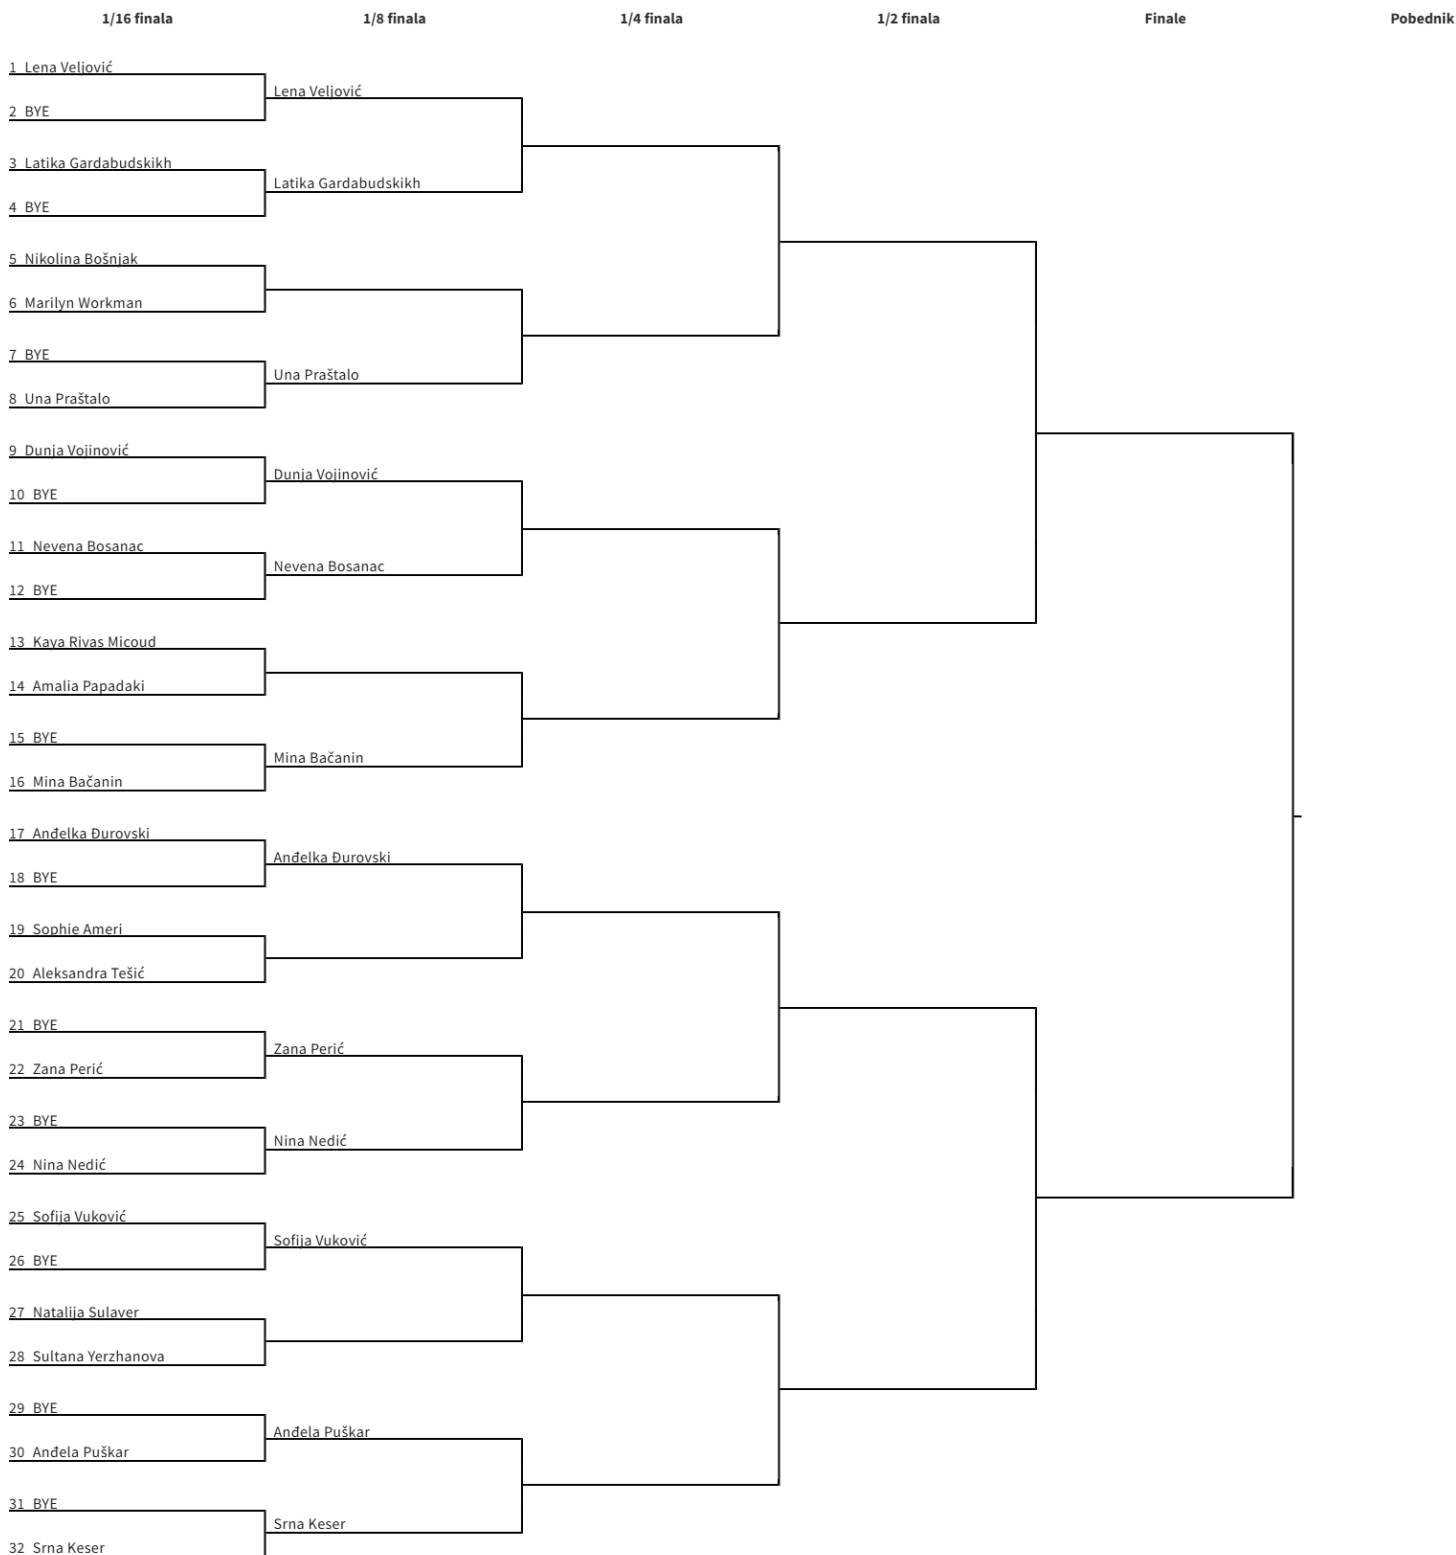 1/16 finala 1/8 finala 1/4 finala 1/2 finala Finale Pobednik
1 Lena Veljović
Lena Veljović
2 BYE
3 Latika Gardabudskikh
Latika Gardabudskikh
4 BYE
5 Nikolina Bošnjak
6 Marilyn Workman
7 BYE
Una Praštalo
8 Una Praštalo
9 Dunja Vojinović
Dunja Vojinović
10 BYE
11 Nevena Bosanac
Nevena Bosanac
12 BYE
13 Kaya Rivas Micoud
14 Amalia Papadaki
15 BYE
Mina Bačanin
16 Mina Bačanin
17 Anđelka Đurovski
Anđelka Đurovski
18 BYE
19 Sophie Ameri
20 Aleksandra Tešić
21 BYE
Zana Perić
22 Zana Perić
23 BYE
Nina Nedić
24 Nina Nedić
25 Sofija Vuković
Sofija Vuković
26 BYE
27 Natalija Sulaver
28 Sultana Yerzhanova
29 BYE
Anđela Puškar
30 Anđela Puškar
31 BYE
Srna Keser
32 Srna Keser